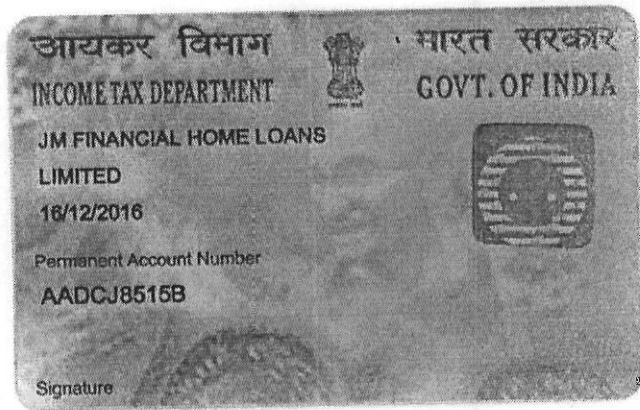 आयकर विभाग
भारत सरकार
INCOME TAX DEPARTMENT
GOVT. OF INDIA
JM FINANCIAL HOME LOANS
LIMITED
16/12/2016
Permanent Account Number
AADCJ8515B
Signature